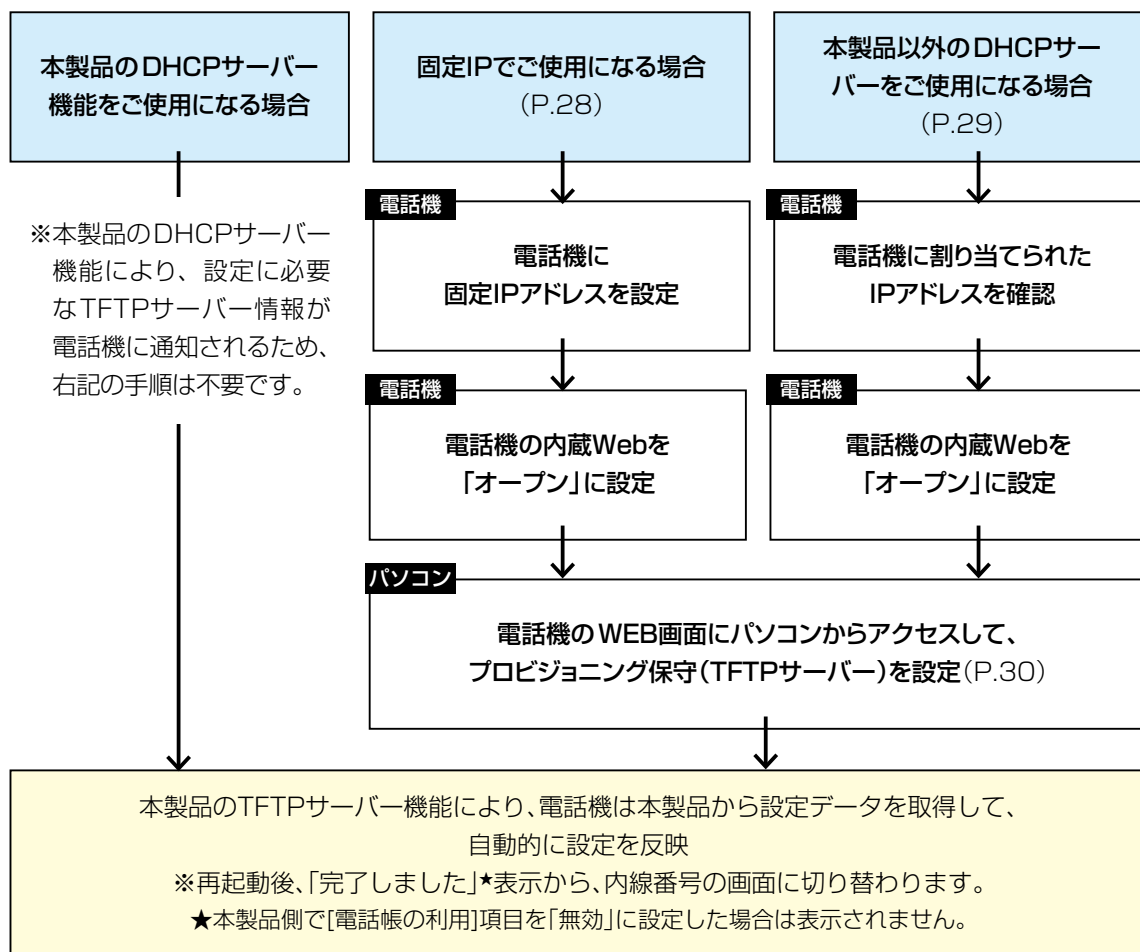 本製品のDHCPサーバー
機能をご使用になる場合
※本製品のDHCPサーバー
機能により、設定に必要
なTFTPサーバー情報が
電話機に通知されるため、
右記の手順は不要です。
固定IPでご使用になる場合
(P.28)
電話機
電話機に
固定IPアドレスを設定
電話機
電話機の内蔵Webを
「オープン」に設定
本製品以外のDHCPサー
バーをご使用になる場合
(P.29)
電話機
電話機に割り当てられた
IPアドレスを確認
電話機
電話機の内蔵Webを
「オープン」に設定
パソコン
電話機のWEB画面にパソコンからアクセスして、
プロビジョニング保守(TFTPサーバー)を設定(P.30)
本製品のTFTPサーバー機能により、電話機は本製品から設定データを取得して、
自動的に設定を反映
※再起動後、「完了しました」★表示から、内線番号の画面に切り替わります。
★本製品側で[電話帳の利用]項目を「無効」に設定した場合は表示されません。